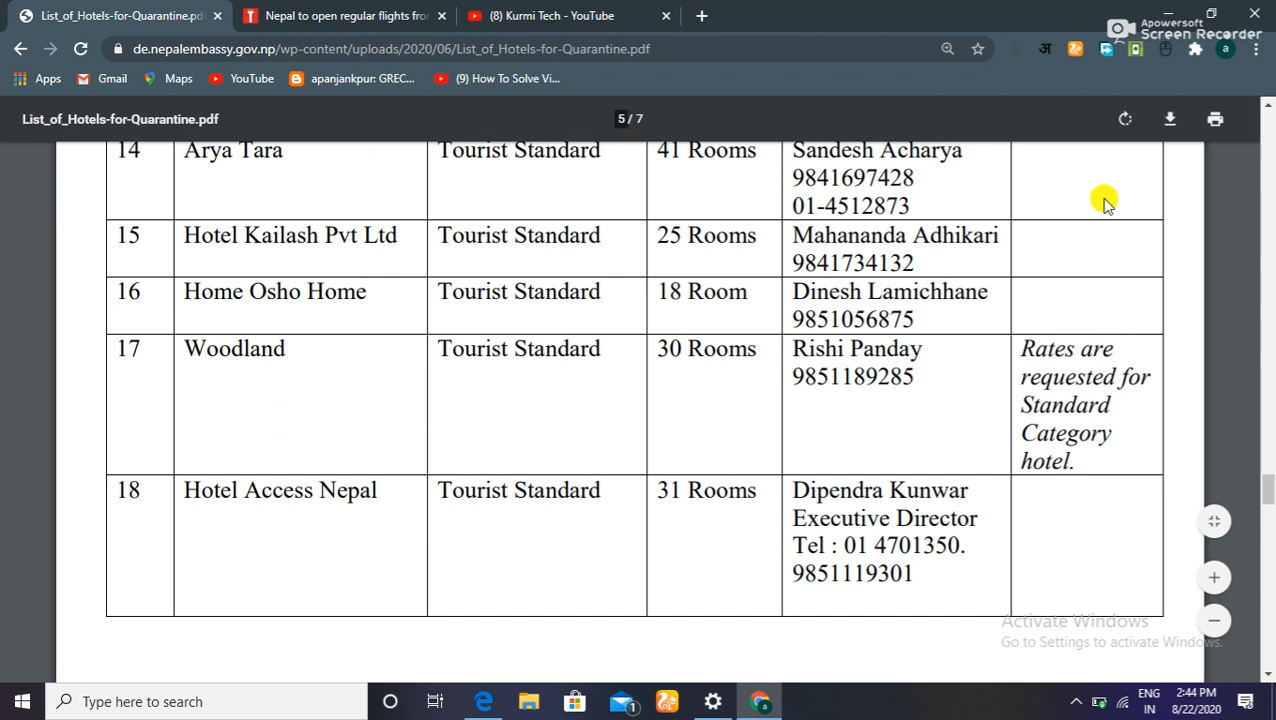 List_of_Hotels-for-Quarantine.pdf
Nepal to open regular flights from
(8) Kurmi Tech - YouTube
Apowersoft
Screen Recorder
de.nepalembassy.gov.np/wp-content/uploads/2020/06/List_of_Hotels-for-Quarantine.pdf
अ
a
Apps Gmail Maps YouTube apanjankpur: GREC... (9) How To Solve Vi...
List_of_Hotels-for-Quarantine.pdf 5 / 7
14 Arya Tara Tourist Standard 41 Rooms Sandesh Acharya
9841697428
01-4512873
15 Hotel Kailash Pvt Ltd Tourist Standard 25 Rooms Mahananda Adhikari
9841734132
16 Home Osho Home Tourist Standard 18 Room Dinesh Lamichhane
9851056875
17 Woodland Tourist Standard 30 Rooms Rishi Panday Rates are
9851189285 requested for
Standard
Category
hotel.
18 Hotel Access Nepal Tourist Standard 31 Rooms Dipendra Kunwar
Executive Director
Tel : 01 4701350.
9851119301
Activate Windows
Go to Settings to activate Windows.
Type here to search
1
a
ENG
IN
2:44 PM
8/22/2020